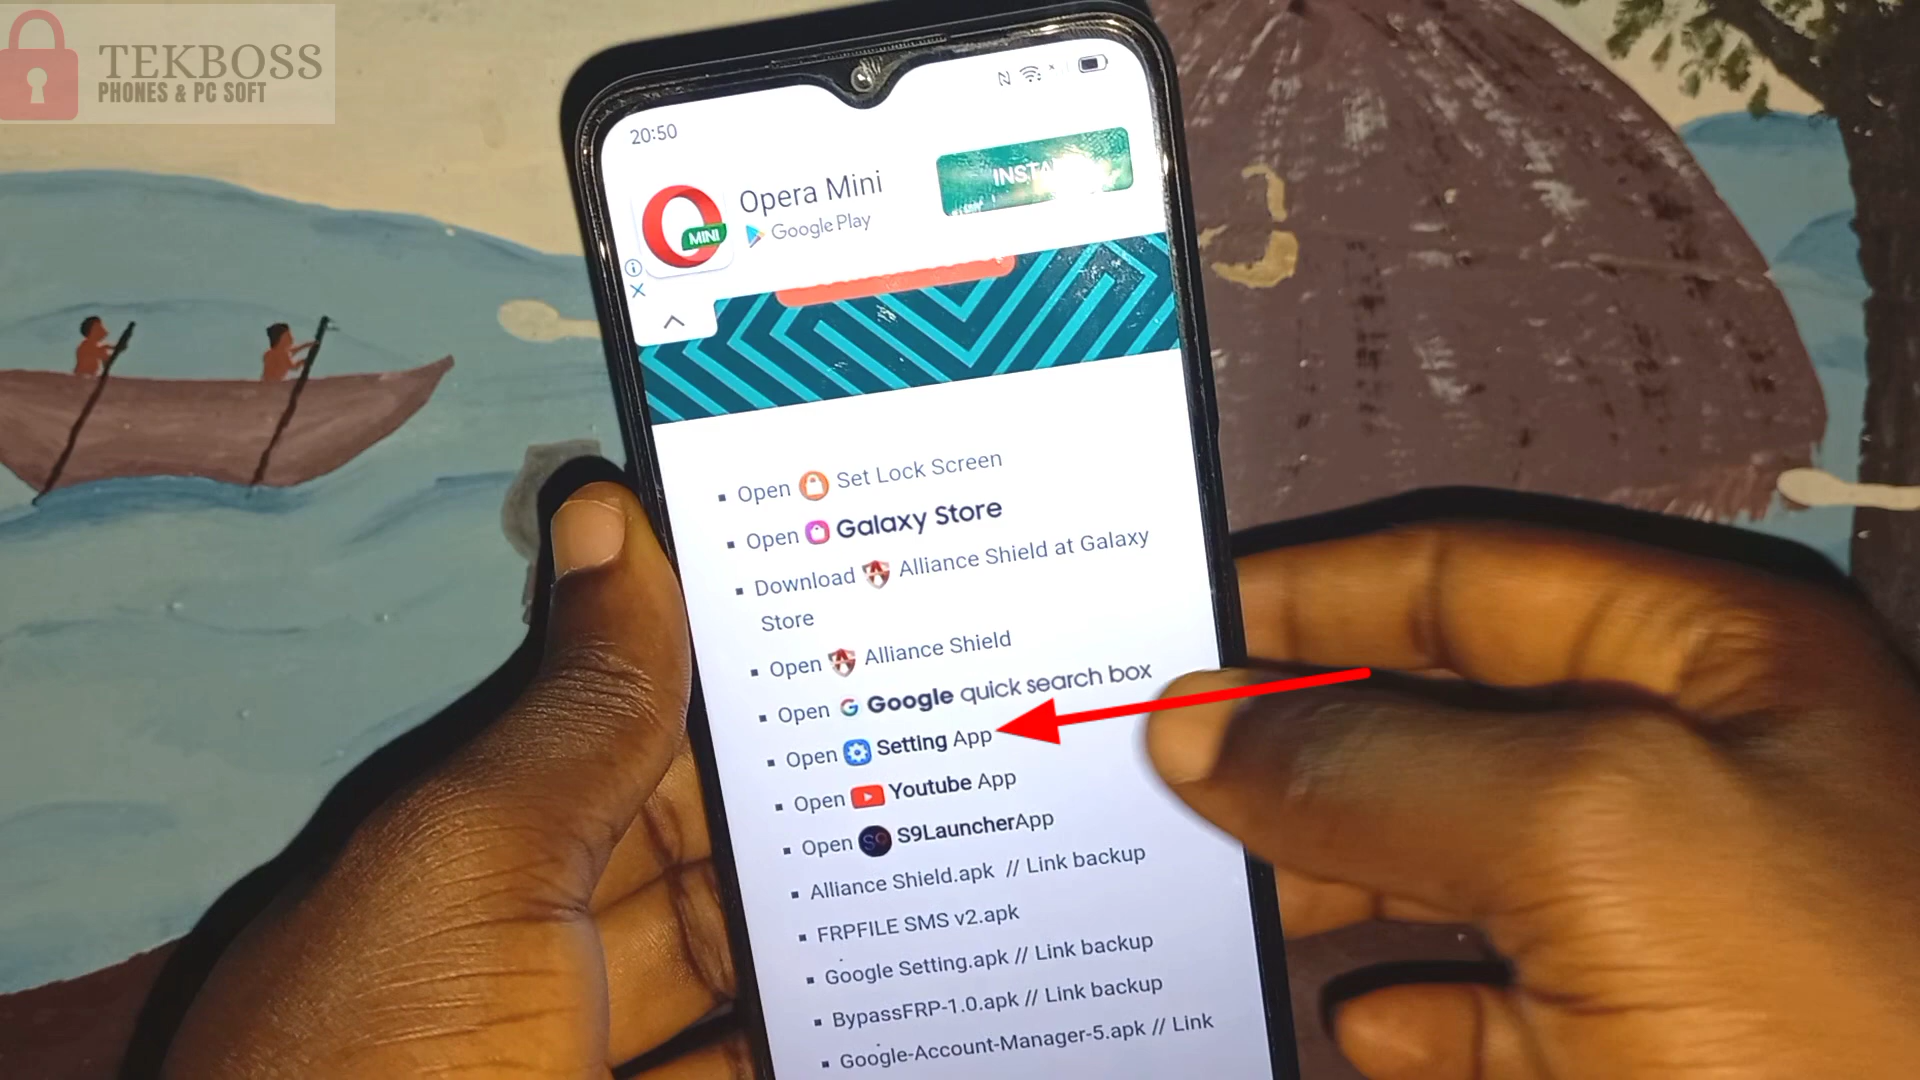 TEKBOSS
PHONES & PC SOFT
20:50
Opera Mini
Google Play
MINI
Open Set Lock Screen
Open Galaxy Store
Download Alliance Shield at Galaxy
Store
Open Alliance Shield
Open Google quick search box
Open Setting App
Open Youtube App
Open S9 S9LauncherApp
Alliance Shield.apk // Link backup
FRPFILE SMS v2.apk
Google Setting.apk // Link backup
BypassFRP-1.0.apk // Link backup
Google-Account-Manager-5.apk // Link